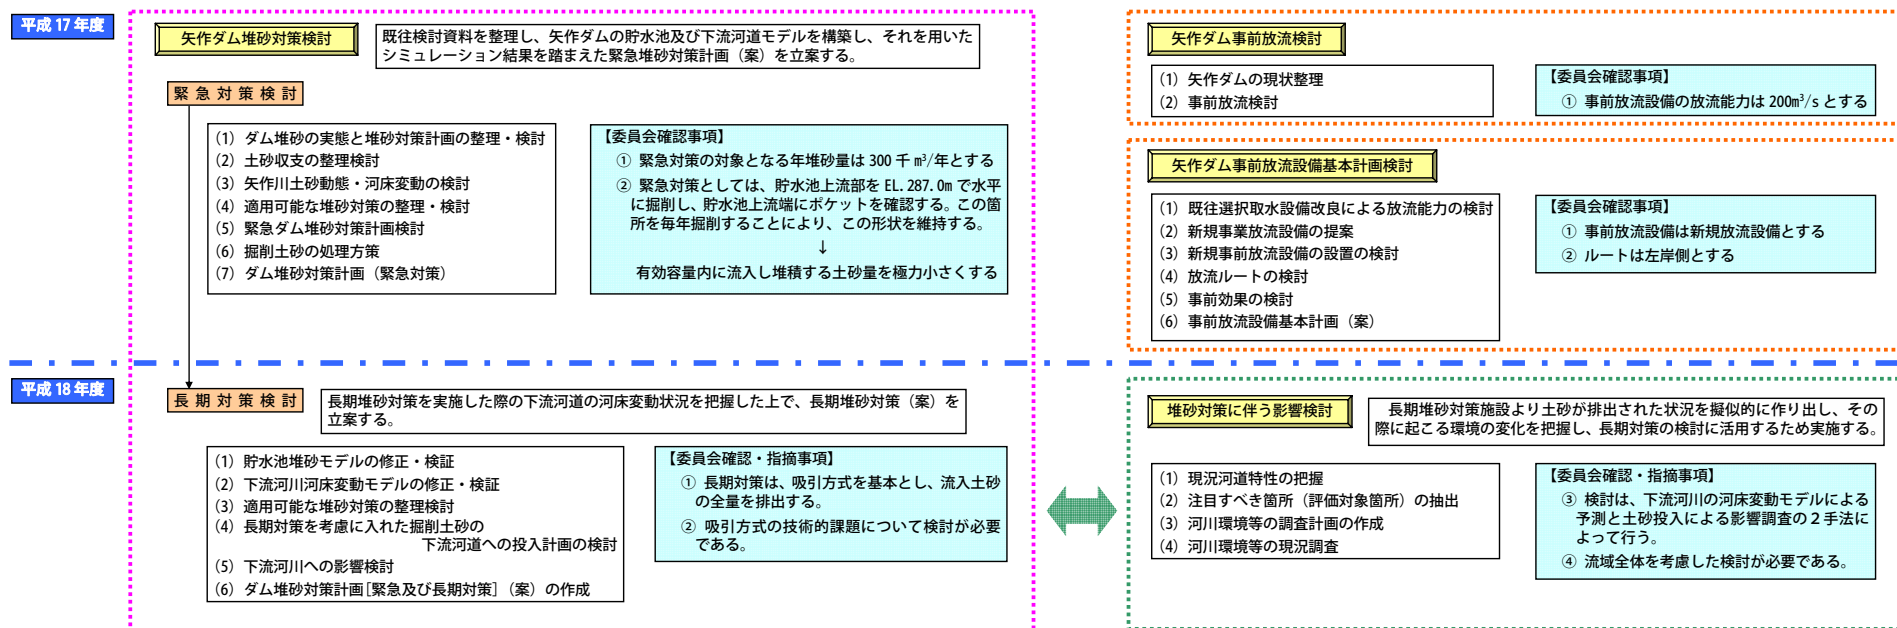 平成17年度
矢作ダム堆砂対策検討
既往検討資料を整理し、矢作ダムの貯水池及び下流河道モデルを構築し、それを用いた
シミュレーション結果を踏まえた緊急堆砂対策計画（案）を立案する。
緊急対策検討
(1) ダム堆砂の実態と堆砂対策計画の整理・検討
(2) 土砂収支の整理検討
(3) 矢作川土砂動態・河床変動の検討
(4) 適用可能な堆砂対策の整理・検討
(5) 緊急ダム堆砂対策計画検討
(6) 掘削土砂の処理方策
(7) ダム堆砂対策計画（緊急対策）
【委員会確認事項】
① 緊急対策の対象となる年堆砂量は300千m³/年とする
② 緊急対策としては、貯水池上流部をEL.287.0mで水平
に掘削し、貯水池上流端にポケットを確認する。この箇
所を毎年掘削することにより、この形状を維持する。
↓
有効容量内に流入し堆積する土砂量を極力小さくする
矢作ダム事前放流検討
(1) 矢作ダムの現状整理
(2) 事前放流検討
【委員会確認事項】
① 事前放流設備の放流能力は200m³/sとする
矢作ダム事前放流設備基本計画検討
(1) 既往選択取水設備改良による放流能力の検討
(2) 新規事業放流設備の提案
(3) 新規事前放流設備の設置の検討
(4) 放流ルートの検討
(5) 事前効果の検討
(6) 事前放流設備基本計画（案）
【委員会確認事項】
① 事前放流設備は新規放流設備とする
② ルートは左岸側とする
平成18年度
長期対策検討
長期堆砂対策を実施した際の下流河道の河床変動状況を把握した上で、長期堆砂対策（案）を
立案する。
(1) 貯水池堆砂モデルの修正・検証
(2) 下流河川河床変動モデルの修正・検証
(3) 適用可能な堆砂対策の整理検討
(4) 長期対策を考慮に入れた掘削土砂の
下流河道への投入計画の検討
(5) 下流河川への影響検討
(6) ダム堆砂対策計画[緊急及び長期対策]（案）の作成
【委員会確認・指摘事項】
① 長期対策は、吸引方式を基本とし、流入土砂
の全量を排出する。
② 吸引方式の技術的課題について検討が必要
である。
堆砂対策に伴う影響検討
長期堆砂対策施設より土砂が排出された状況を擬似的に作り出し、その
際に起こる環境の変化を把握し、長期対策の検討に活用するため実施する。
(1) 現況河道特性の把握
(2) 注目すべき箇所（評価対象箇所）の抽出
(3) 河川環境等の調査計画の作成
(4) 河川環境等の現況調査
【委員会確認・指摘事項】
③ 検討は、下流河川の河床変動モデルによる
予測と土砂投入による影響調査の２手法に
よって行う。
④ 流域全体を考慮した検討が必要である。